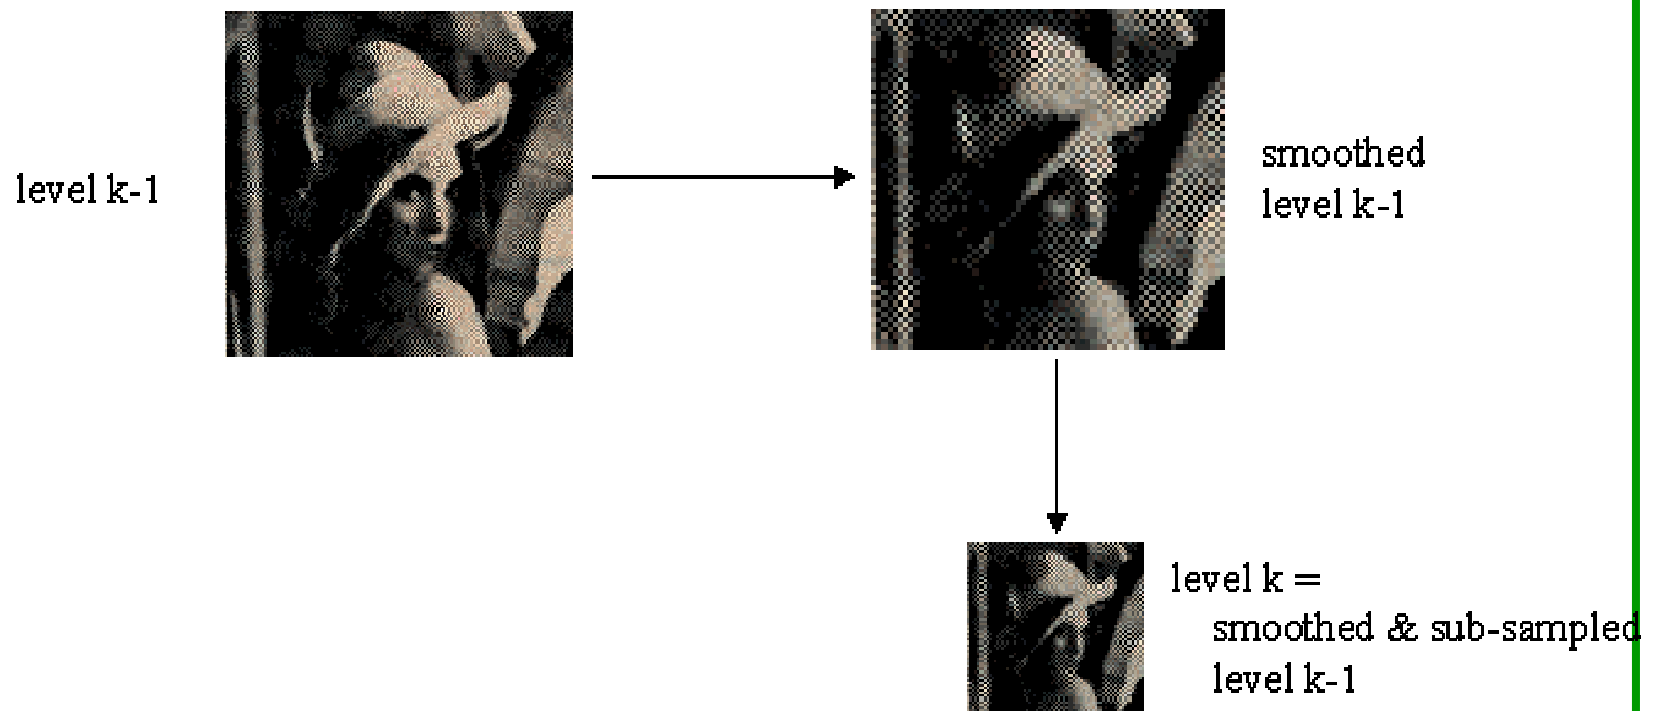 level k-1
smoothed
level k-1
level k =
smoothed & sub-sampled
level k-1